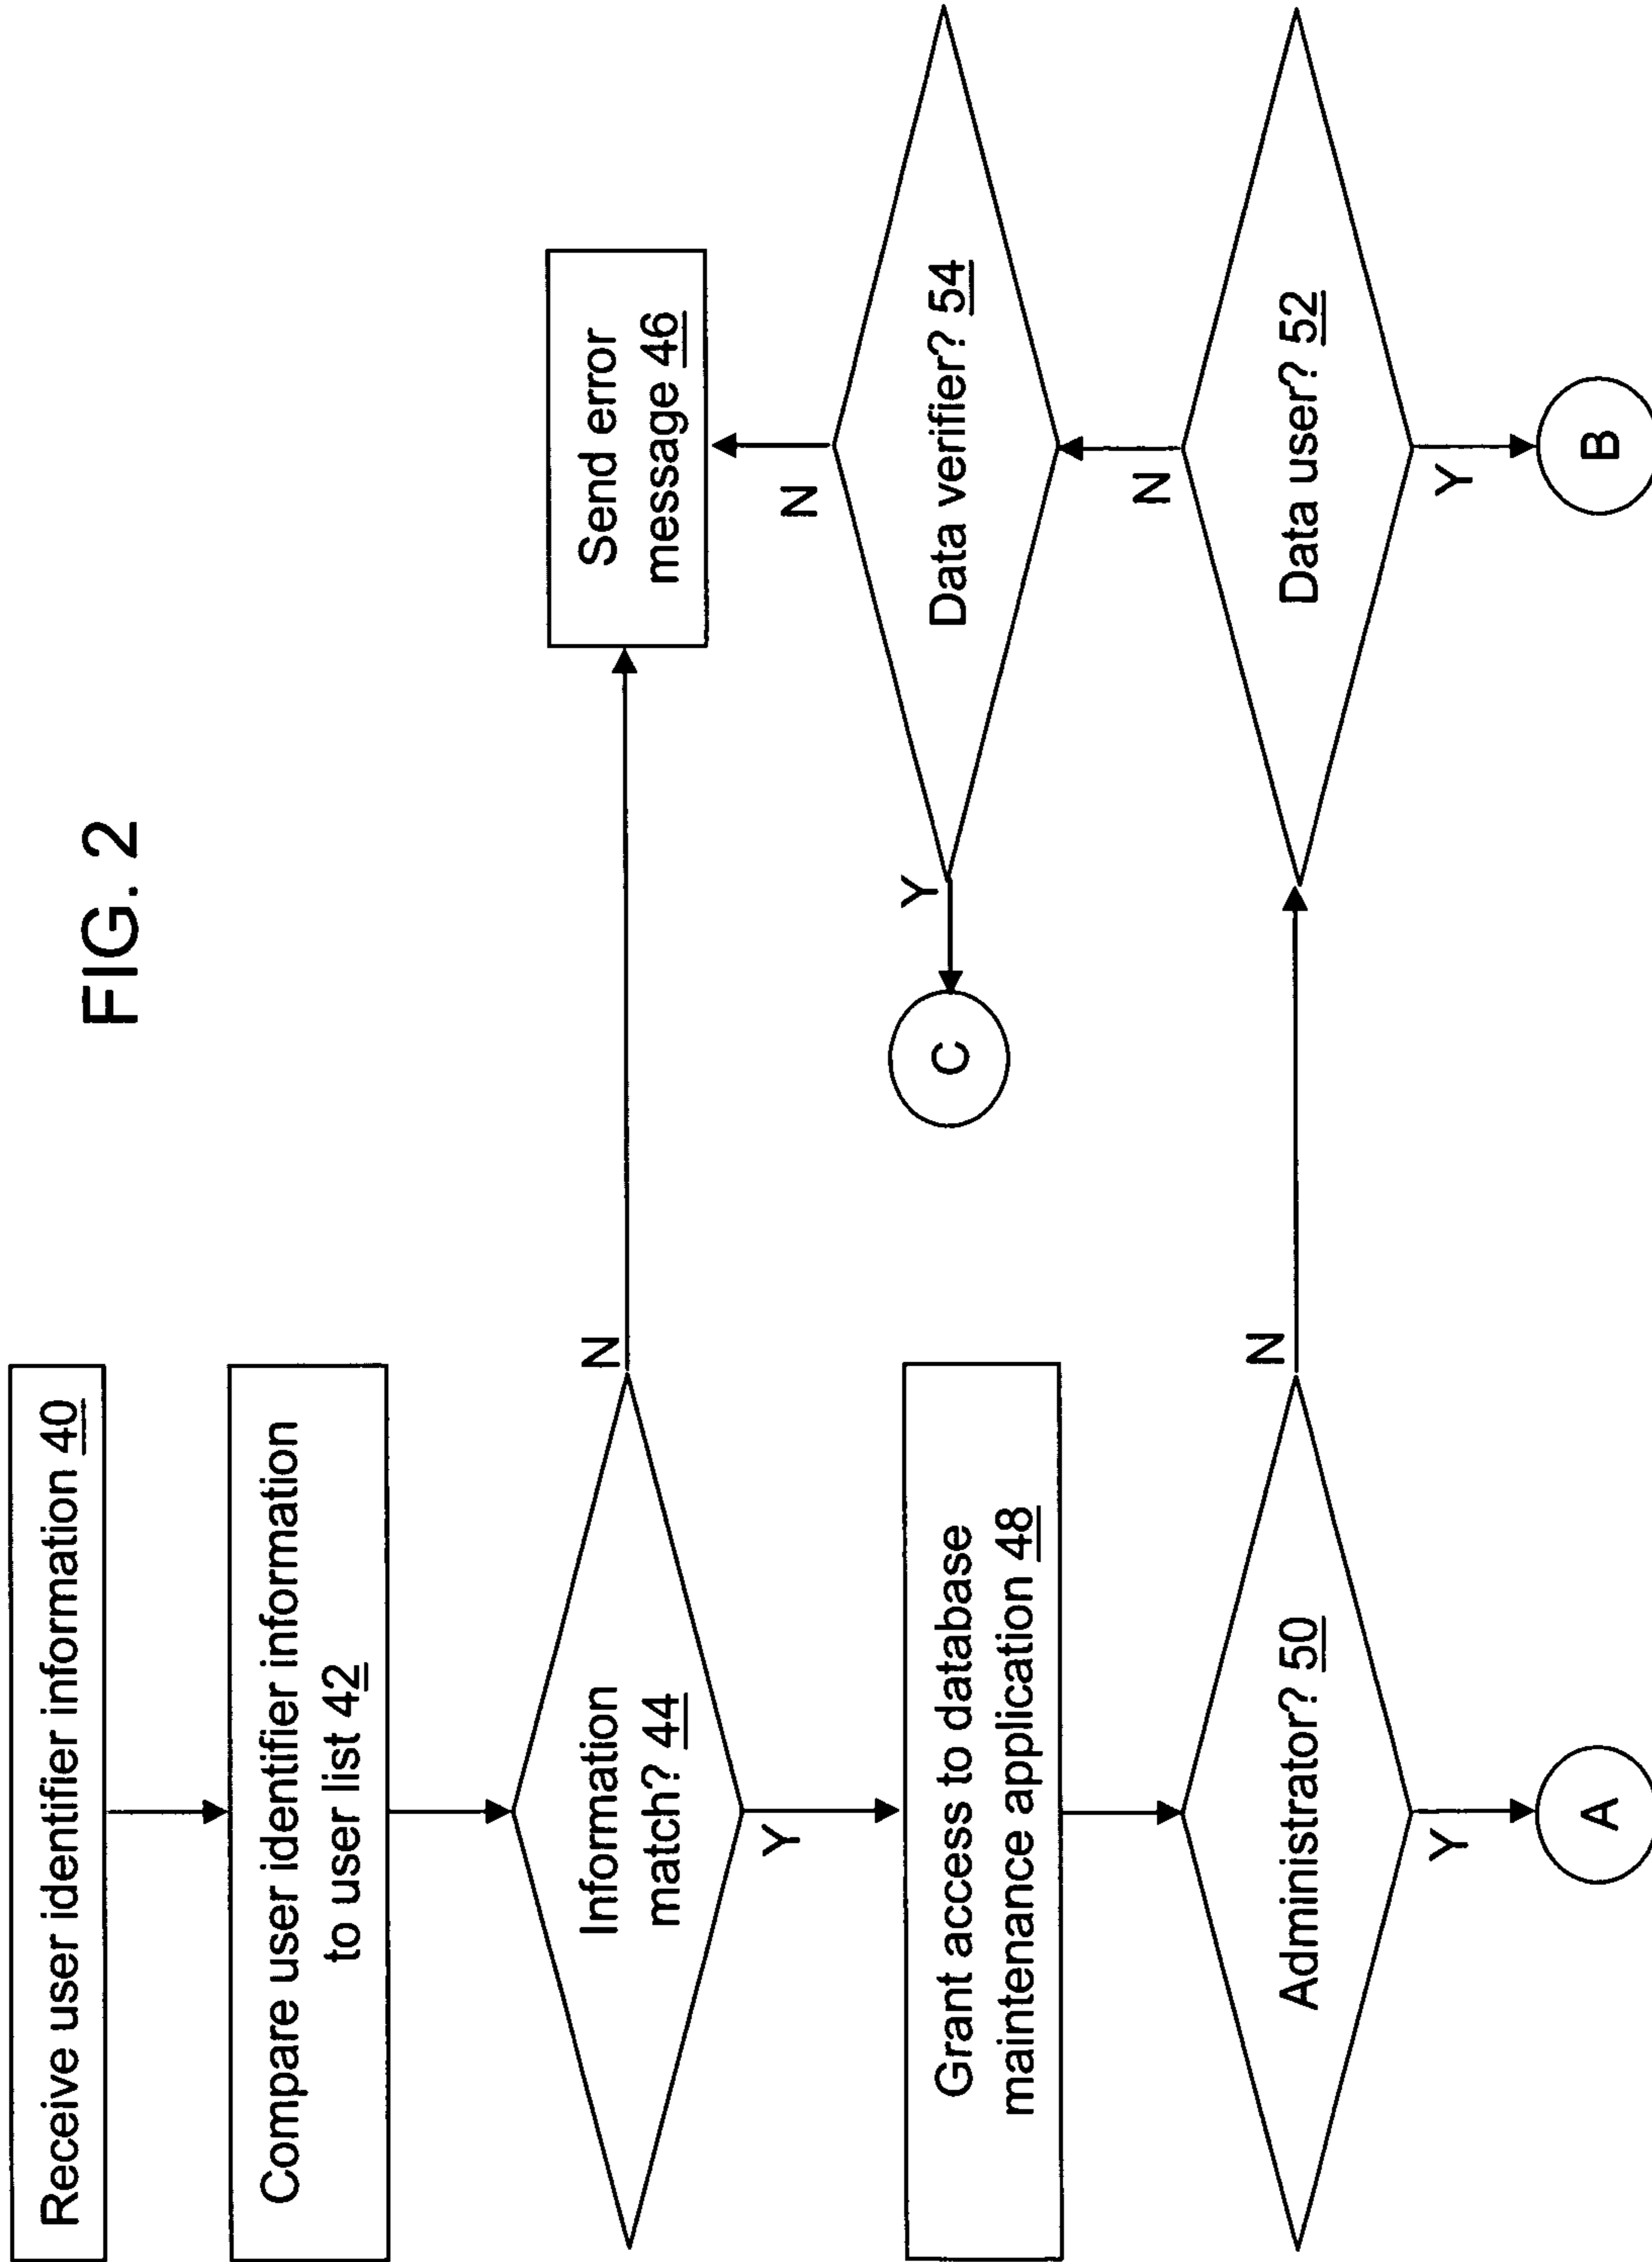 FIG. 2
Receive user identifier information 40
Compare user identifier information
to user list 42
Information
match? 44
N
Y
Send error
message 46
Grant access to database
maintenance application 48
N
Data verifier? 54
Y
C
Administrator? 50
N
Y
A
N
Data user? 52
Y
B